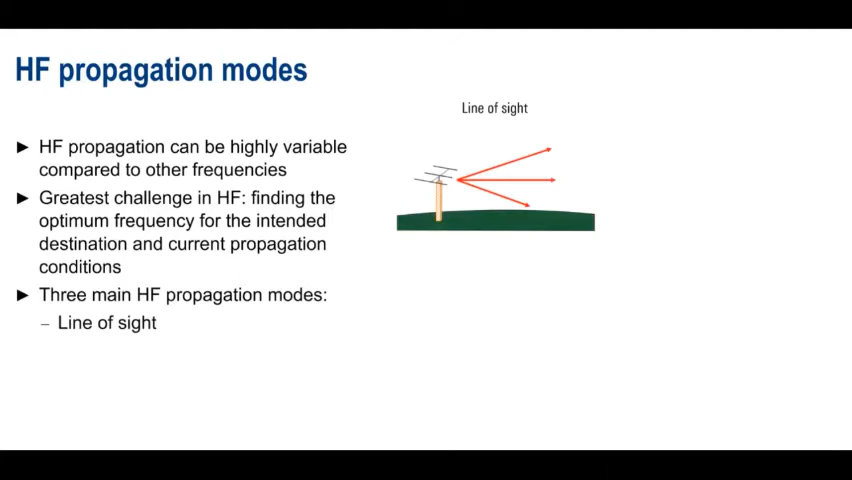 HF propagation modes
Line of sight
► HF propagation can be highly variable
compared to other frequencies
► Greatest challenge in HF: finding the
optimum frequency for the intended
destination and current propagation
conditions
► Three main HF propagation modes:
– Line of sight